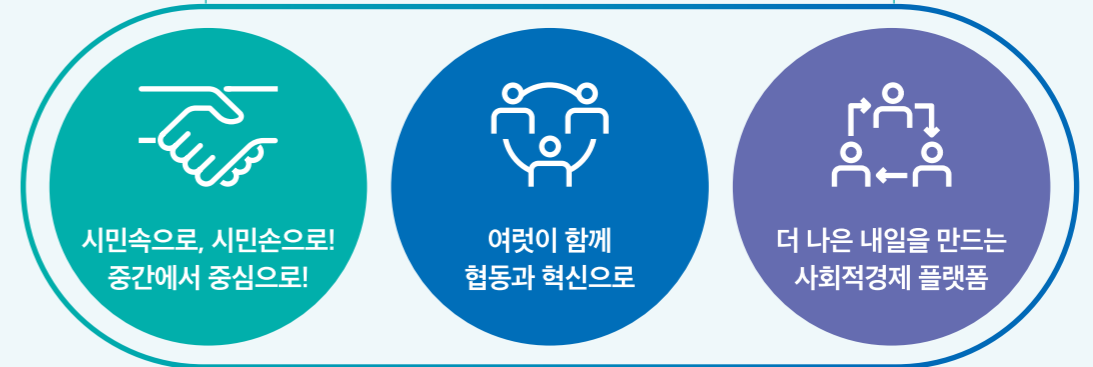 시민속으로, 시민손으로!
중간에서 중심으로!
여럿이 함께
협동과 혁신으로
더 나은 내일을 만드는
사회적경제 플랫폼